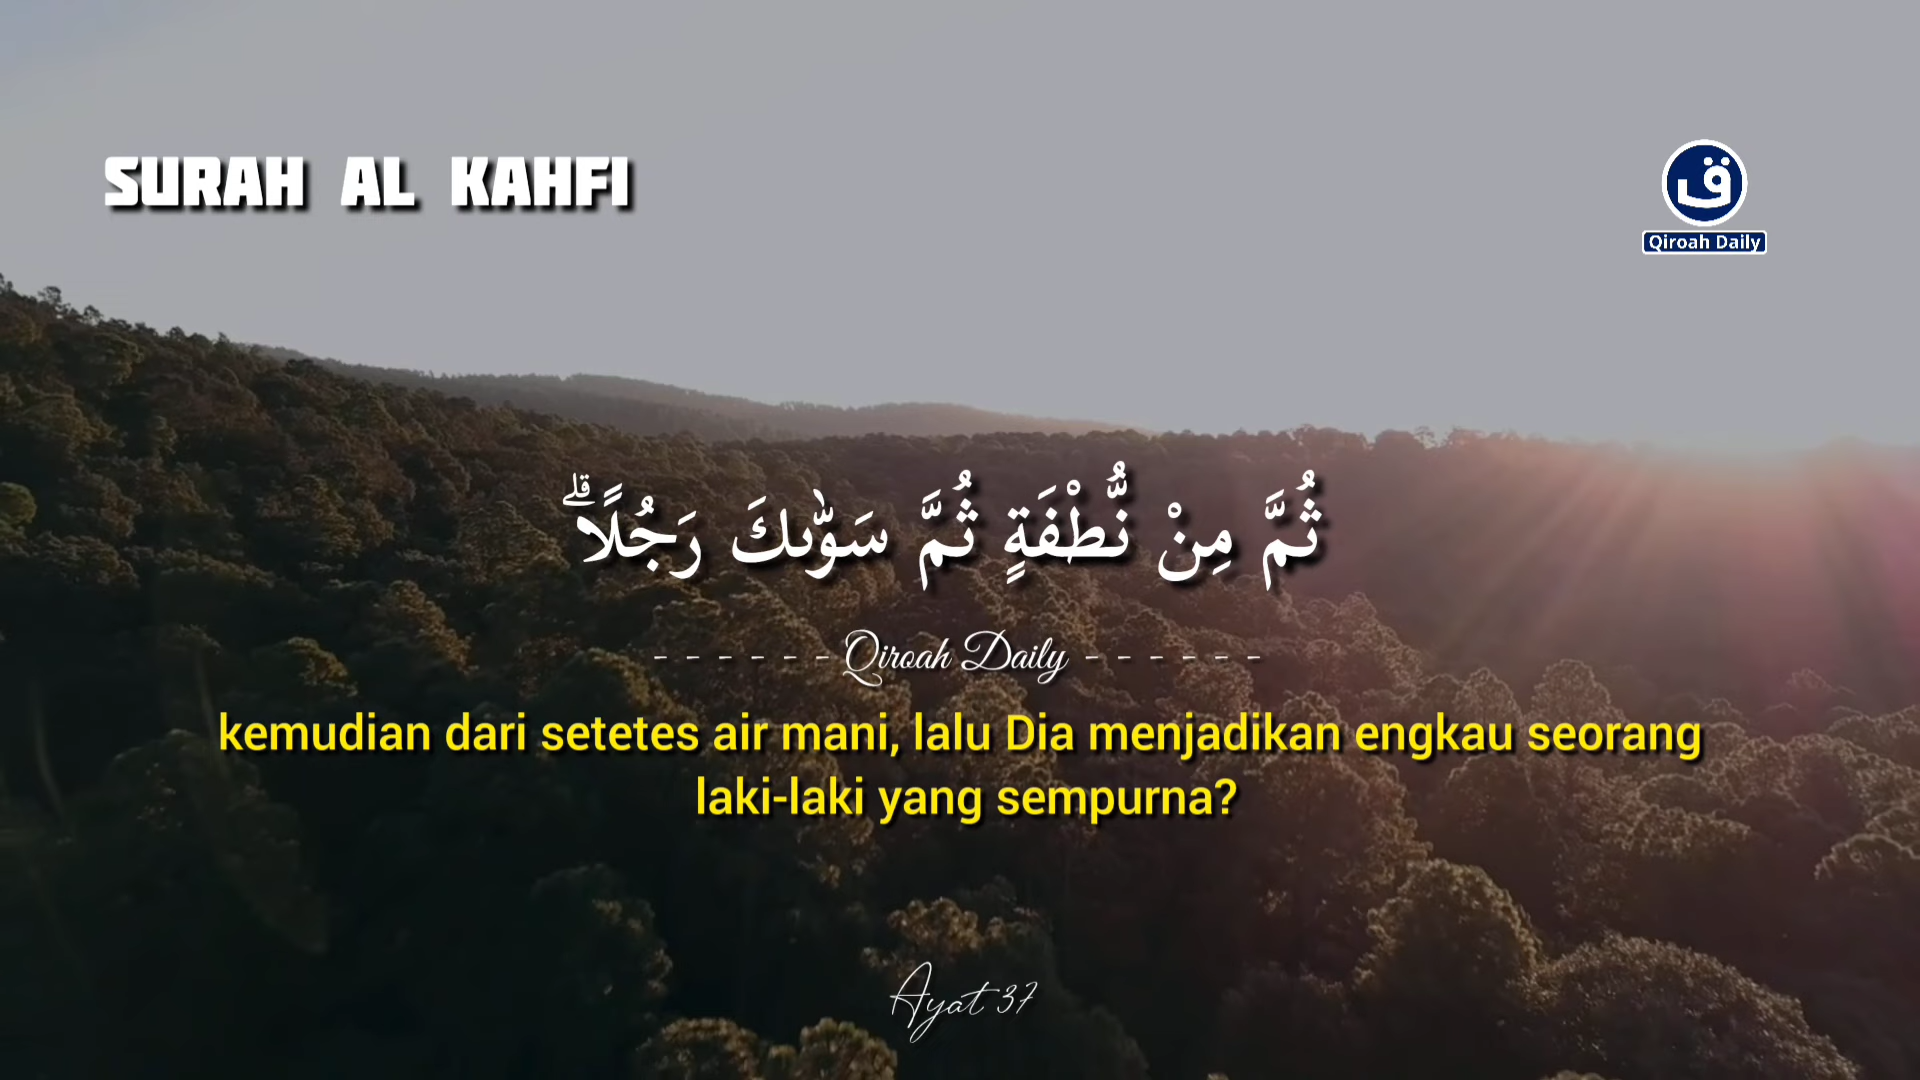 SURAH AL KAHFI
ق
Qiroah Daily
ثُمَّ مِنْ نُّطْفَةٍ ثُمَّ سَوّٰىكَ رَجُلًاۗ
- - - - - - Qiroah Daily - - - - - -
kemudian dari setetes air mani, lalu Dia menjadikan engkau seorang
laki-laki yang sempurna?
Ayat 37